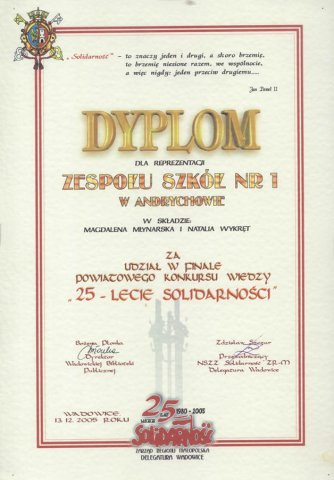 „Solidarność” - to znaczy jeden i drugi, a skoro brzemię,
to brzemię niesione razem, we wspólnocie,
a więc nigdy: jeden przeciw drugiemu....
Jan Paweł II
DYPLOM
DLA REPREZENTACJI
ZESPOŁU SZKÓŁ NR 1
W ANDRYCHOWIE
W SKŁADZIE:
MAGDALENA MŁYNARSKA I NATALIA WYKRĘT
ZA
UDZIAŁ W FINALE
POWIATOWEGO KONKURSU WIEDZY
„25 - LECIE SOLIDARNOŚCI”
Bożena Płonka
Dyrektor
Wadowickiej Biblioteki
Publicznej
Zdzisław Szczur
Przewodniczący
NSZZ Solidarność ZR-M
Delegatura Wadowice
WADOWICE,
13.12.2005 ROKU
25 LAT 1980 - 2005
SOLIDARNOŚĆ
ZARZĄD REGIONU MAŁOPOLSKA
DELEGATURA WADOWICE